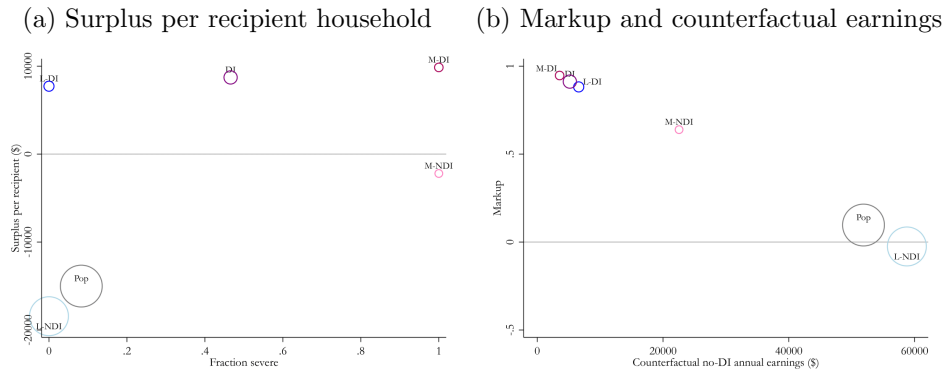 (a) Surplus per recipient household
Surplus per recipient ($)
10000
0
-10000
-20000
L-DI
DI
M-DI
M-NDI
Pop
L-NDI
0
.2
.4
.6
.8
1
Fraction severe
(b) Markup and counterfactual earnings
Markup
1
.5
0
-.5
M-DI
DI
L-DI
M-NDI
Pop
L-NDI
0
20000
40000
60000
Counterfactual no-DI annual earnings ($)